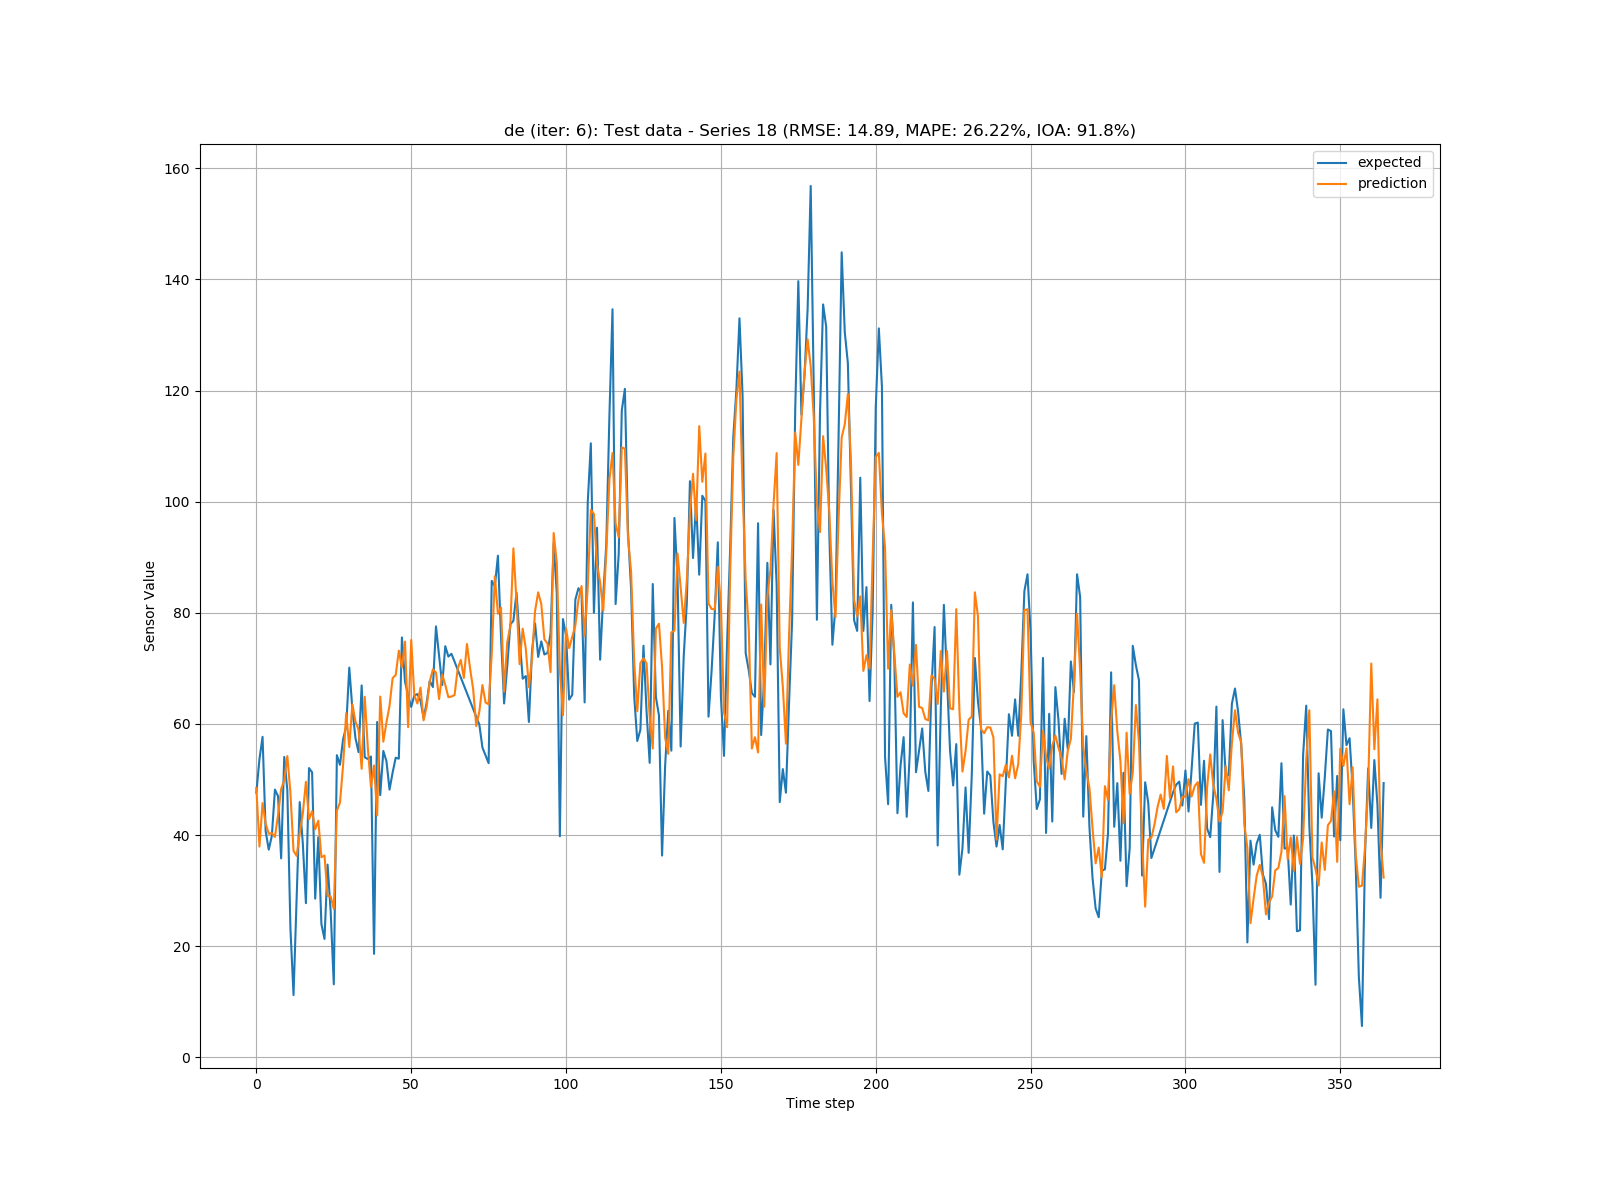 de (iter: 6): Test data - Series 18 (RMSE: 14.89, MAPE: 26.22%, IOA: 91.8%)
expected
prediction
160
140
120
100
80
60
40
20
0
Sensor Value
0 50 100 150 200 250 300 350
Time step